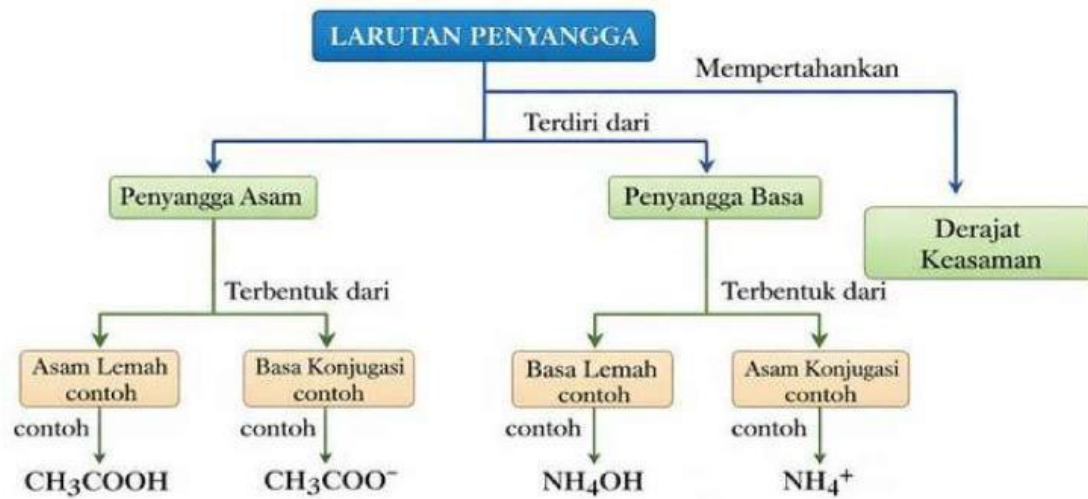 LARUTAN PENYANGGA
Mempertahankan
Terdiri dari
Penyangga Asam
Penyangga Basa
Derajat
Keasaman
Terbentuk dari
Terbentuk dari
Asam Lemah
contoh
Basa Konjugasi
contoh
Basa Lemah
contoh
Asam Konjugasi
contoh
contoh
contoh
contoh
contoh
CH₃COOH
CH₃COO⁻
NH₄OH
NH₄⁺